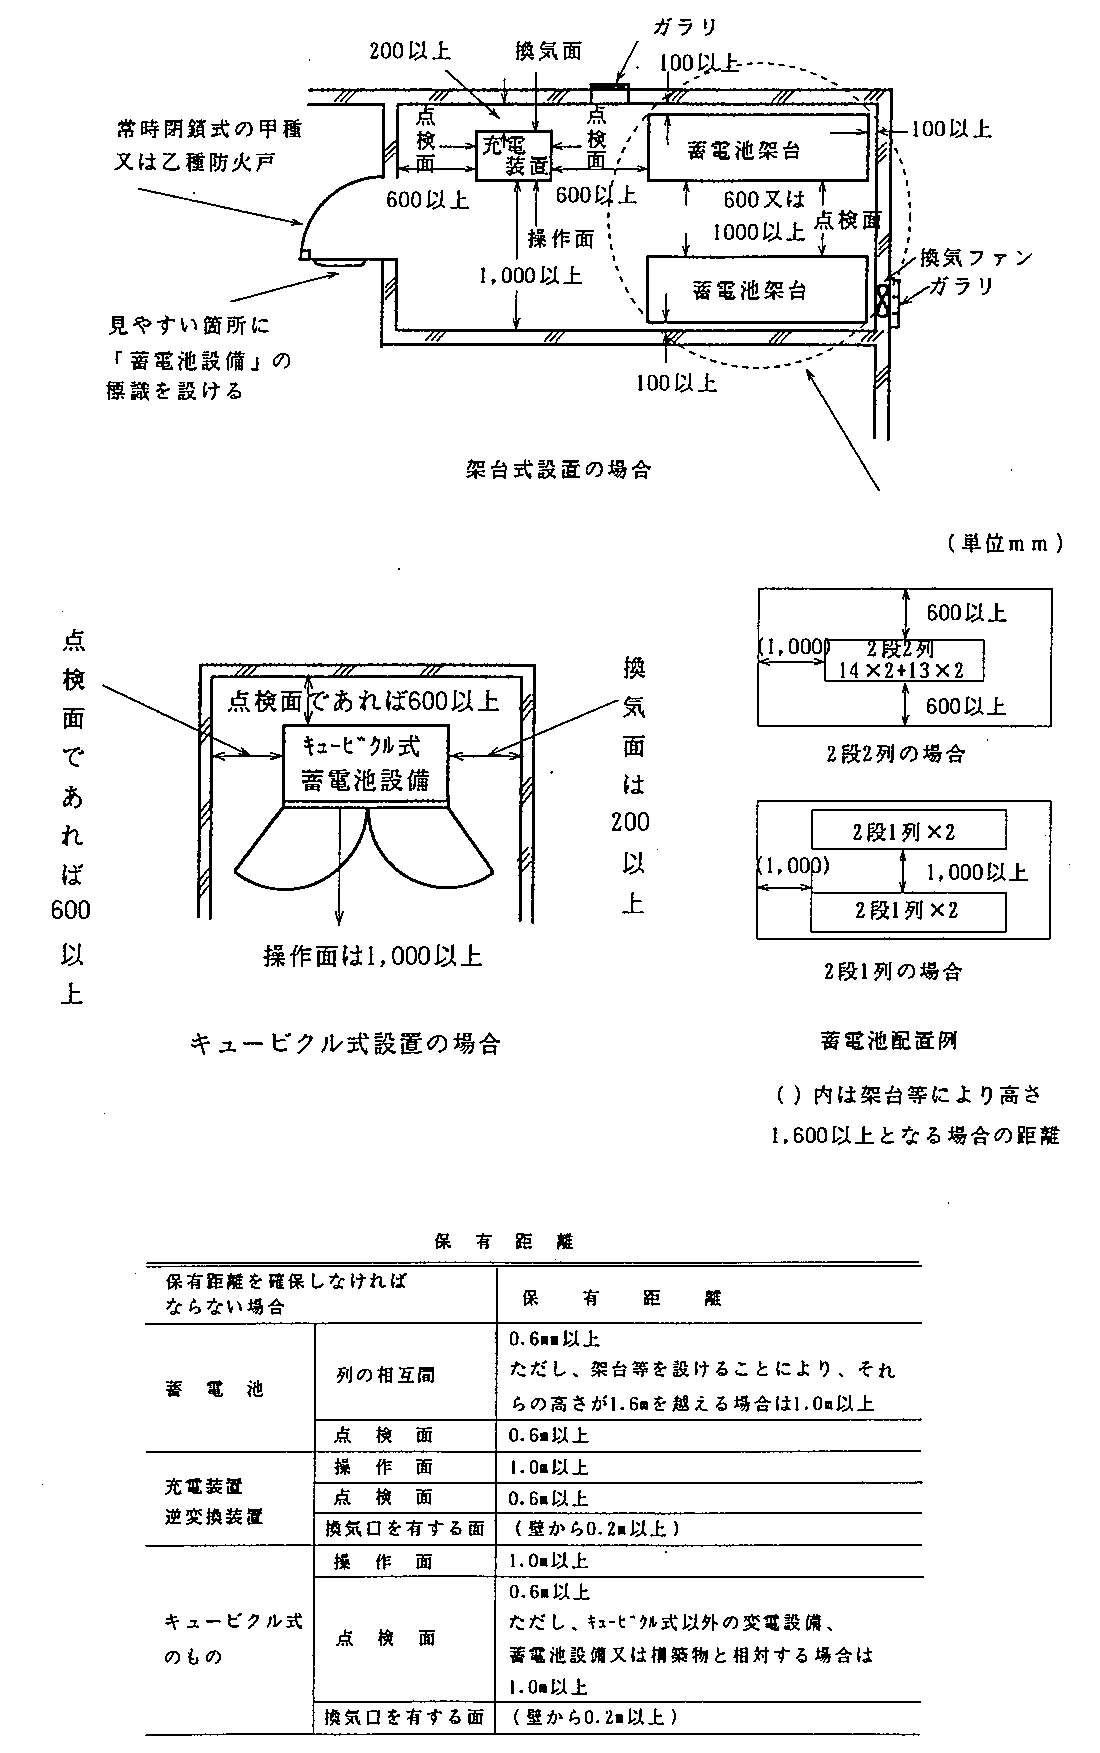 ガラリ
200以上
換気面
100以上
常時閉鎖式の甲種
又は乙種防火戸
点検面
充電
装置
点検面
蓄電池架台
100以上
600以上
600以上
600又は
1000以上
点検面
操作面
1,000以上
蓄電池架台
換気ファン
ガラリ
見やすい箇所に
「蓄電池設備」の
標識を設ける
100以上
架台式設置の場合
(単位mm)
点検面であれば600以上
点検面であれば600以上
キュービクル式
蓄電池設備
換気面は200以上
操作面は1,000以上
キュービクル式設置の場合
600以上
(1,000)
2段2列
14×2+13×2
600以上
2段2列の場合
2段1列×2
(1,000)
1,000以上
2段1列×2
2段1列の場合
蓄電池配置例
()内は架台等により高さ
1,600以上となる場合の距離
保有距離
保有距離を確保しなければ
ならない場合
保有距離
蓄電池
列の相互間
0.6mm以上
ただし、架台等を設けることにより、それ
らの高さが1.6mを越える場合は1.0m以上
点検面
0.6m以上
充電装置
逆変換装置
操作面
1.0m以上
点検面
0.6m以上
換気口を有する面
(壁から0.2m以上)
キュービクル式
のもの
操作面
1.0m以上
点検面
0.6m以上
ただし、キュービクル式以外の変電設備、
蓄電池設備又は構築物と相対する場合は
1.0m以上
換気口を有する面
(壁から0.2m以上)